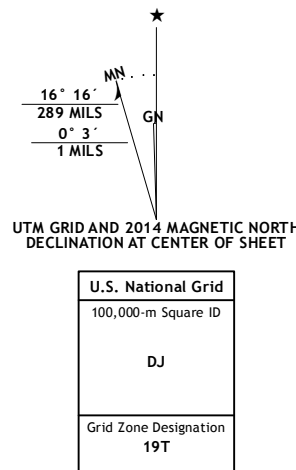 ★
MN
GN
16° 16´
289 MILS
0° 3´
1 MILS
UTM GRID AND 2014 MAGNETIC NORTH
DECLINATION AT CENTER OF SHEET
U.S. National Grid
100,000-m Square ID
DJ
Grid Zone Designation
19T